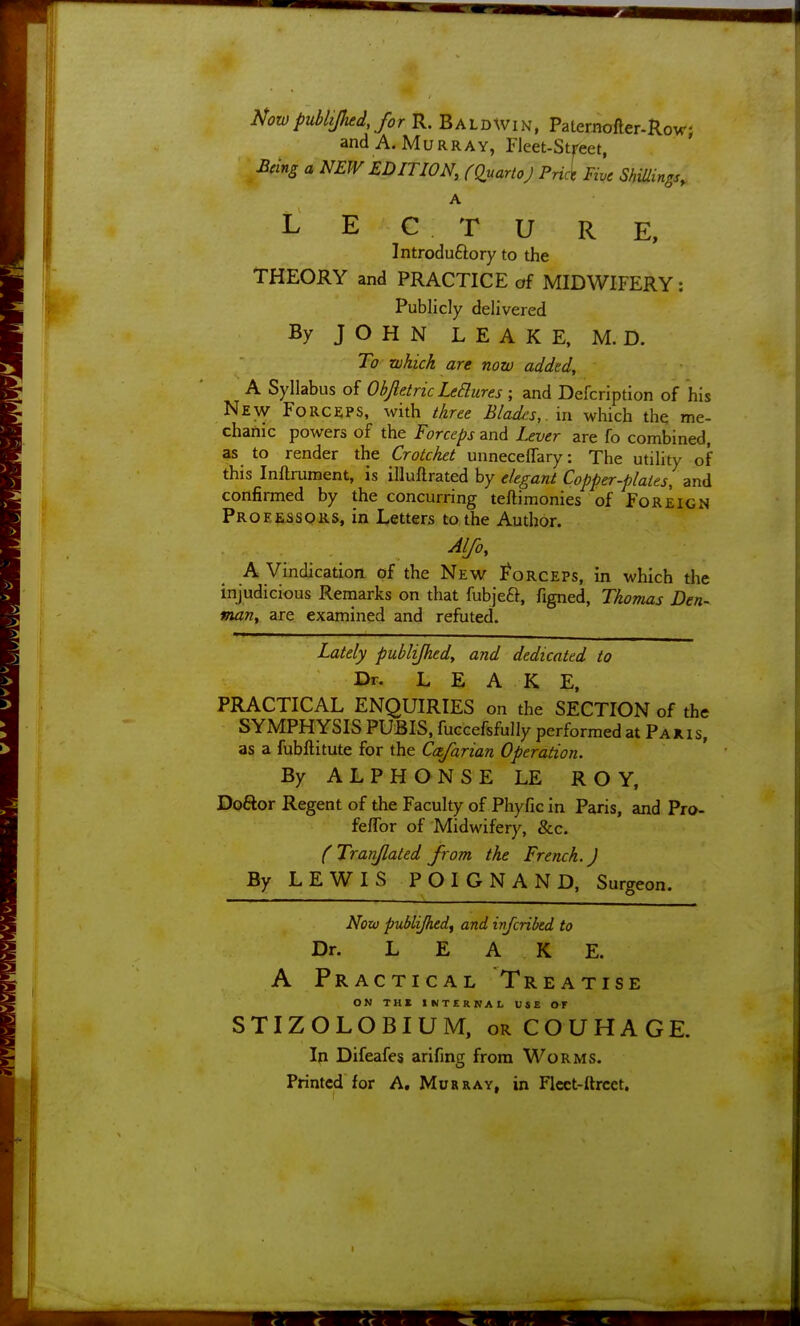 Now publiſhed, for R. BALDWIN, Paternoſter-Row;
and A. MURRAY, Fleet-Street,
Being a NEW EDITION, (Quarto) Price Five Shillings,
A
LECTURE,
Introductory to the
THEORY and PRACTICE of MIDWIFERY:
Publicly delivered
By JOHN LEAKE, M. D.
To which are now added,
A Syllabus of Obſtetric Lectures; and Deſcription of his
NEW FORCEPS, with three Blades, in which the me-
chanic powers of the Forceps and Lever are ſo combined,
as to render the Crotchet unneceſſary: The utility of
this Inſtrument, is illuſtrated by elegant Copper-plates, and
confirmed by the concurring teſtimonies of FOREIGN
PROFESSORS, in Letters to the Author.
Alſo,
A Vindication of the NEW FORCEPS, in which the
injudicious Remarks on that ſubject, ſigned, Thomas Den-
man, are examined and refuted.
Lately publiſhed, and dedicated to
Dr. LEAKE,
PRACTICAL ENQUIRIES on the SECTION of the
SYMPHYSIS PUBIS, ſucceſsfully performed at PARIS,
as a ſubſtitute for the Cæſarian Operation.
By ALPHONSE LE ROY,
Doctor Regent of the Faculty of Phyſic in Paris, and Pro-
feſſor of Midwifery, &c.
(Tranſlated from the French.)
By LEWIS POIGNAND, Surgeon.
Now publiſhed, and inſcribed to
Dr. LEAKE.
A PRACTICAL TREATISE
ON THE INTERNAL USE OF
STIZOLOBIUM, OR COUHAGE.
In Diſeaſes ariſing from WORMS.
Printed for A. MURRAY, in Fleet-ſtreet.